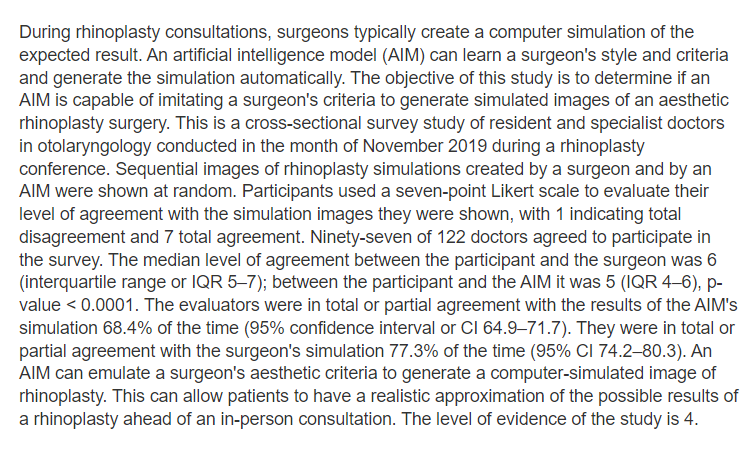 During rhinoplasty consultations, surgeons typically create a computer simulation of the
expected result. An artificial intelligence model (AIM) can learn a surgeon's style and criteria
and generate the simulation automatically. The objective of this study is to determine if an
AIM is capable of imitating a surgeon's criteria to generate simulated images of an aesthetic
rhinoplasty surgery. This is a cross-sectional survey study of resident and specialist doctors
in otolaryngology conducted in the month of November 2019 during a rhinoplasty
conference. Sequential images of rhinoplasty simulations created by a surgeon and by an
AIM were shown at random. Participants used a seven-point Likert scale to evaluate their
level of agreement with the simulation images they were shown, with 1 indicating total
disagreement and 7 total agreement. Ninety-seven of 122 doctors agreed to participate in
the survey. The median level of agreement between the participant and the surgeon was 6
(interquartile range or IQR 5–7); between the participant and the AIM it was 5 (IQR 4–6), p-
value < 0.0001. The evaluators were in total or partial agreement with the results of the AIM's
simulation 68.4% of the time (95% confidence interval or CI 64.9–71.7). They were in total or
partial agreement with the surgeon's simulation 77.3% of the time (95% CI 74.2–80.3). An
AIM can emulate a surgeon's aesthetic criteria to generate a computer-simulated image of
rhinoplasty. This can allow patients to have a realistic approximation of the possible results of
a rhinoplasty ahead of an in-person consultation. The level of evidence of the study is 4.